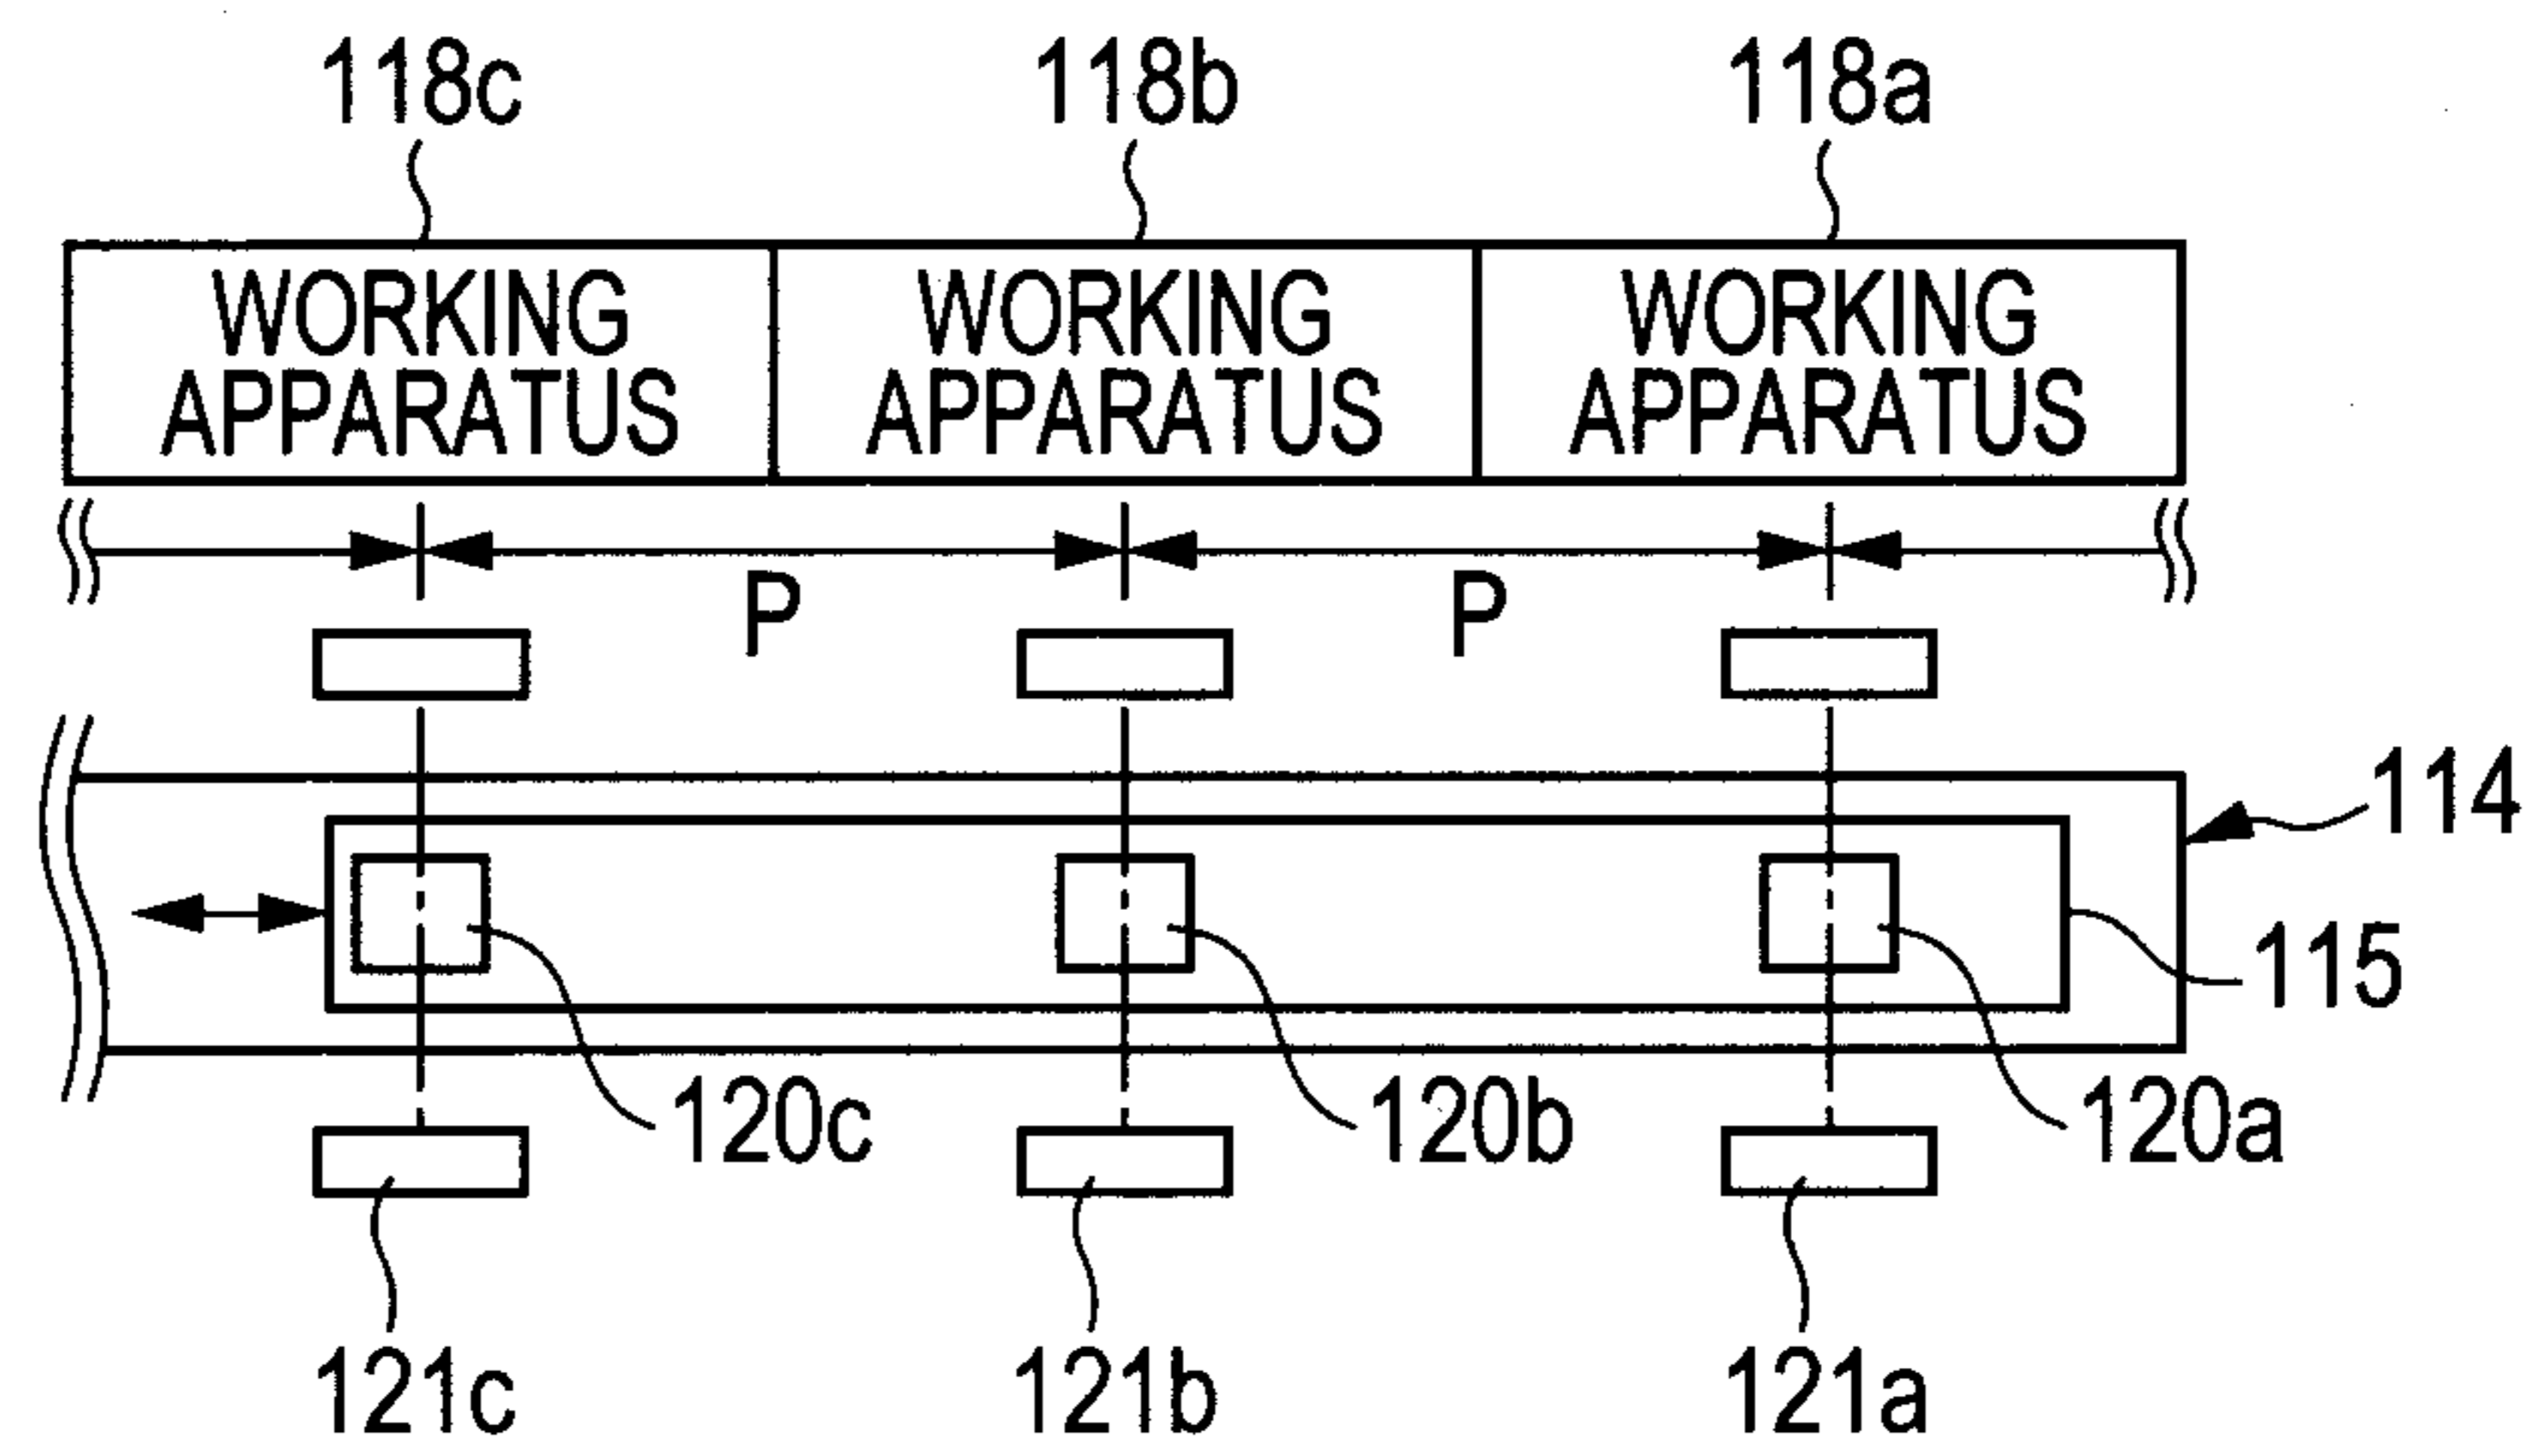 118c 118b 118a
WORKING WORKING WORKING
APPARATUS APPARATUS APPARATUS
P P
114
115
120c 120b 120a
121c 121b 121a